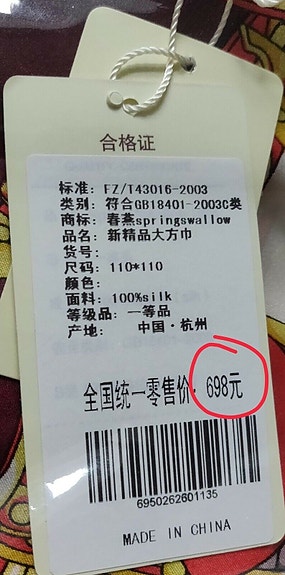 合格证
标准: FZ/T43016-2003
类别: 符合GB18401-2003C类
商标: 春燕springswallow
品名: 新精品大方巾
货号:
尺码: 110*110
颜色:
面料: 100%silk
等级品: 一等品
产地: 中国·杭州
全国统一零售价: 698元
6950262601135
MADE IN CHINA